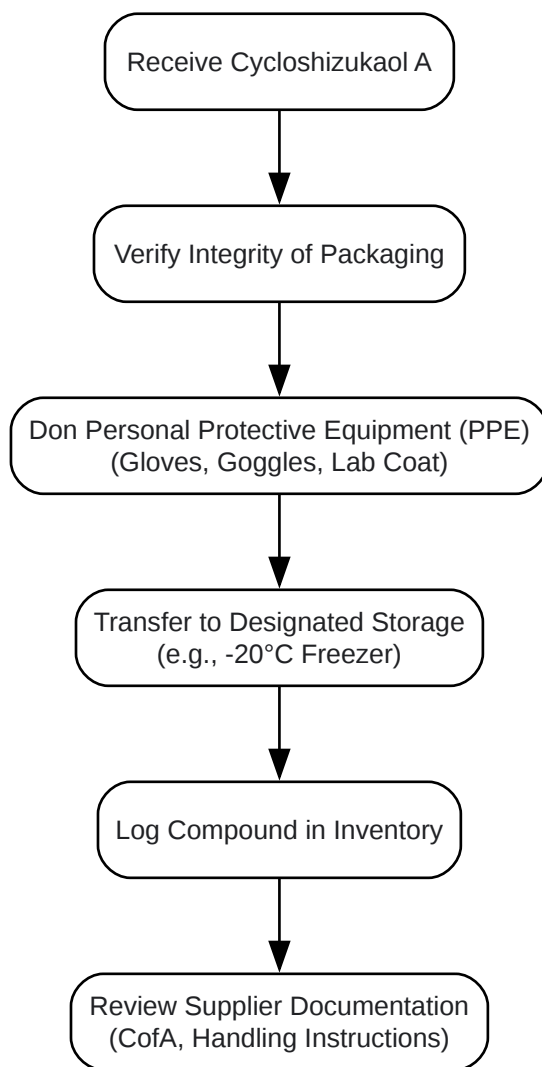 Receive Cycloshizukaol A
Verify Integrity of Packaging
Don Personal Protective Equipment (PPE)
(Gloves, Goggles, Lab Coat)
Transfer to Designated Storage
(e.g., -20°C Freezer)
Log Compound in Inventory
Review Supplier Documentation
(CofA, Handling Instructions)